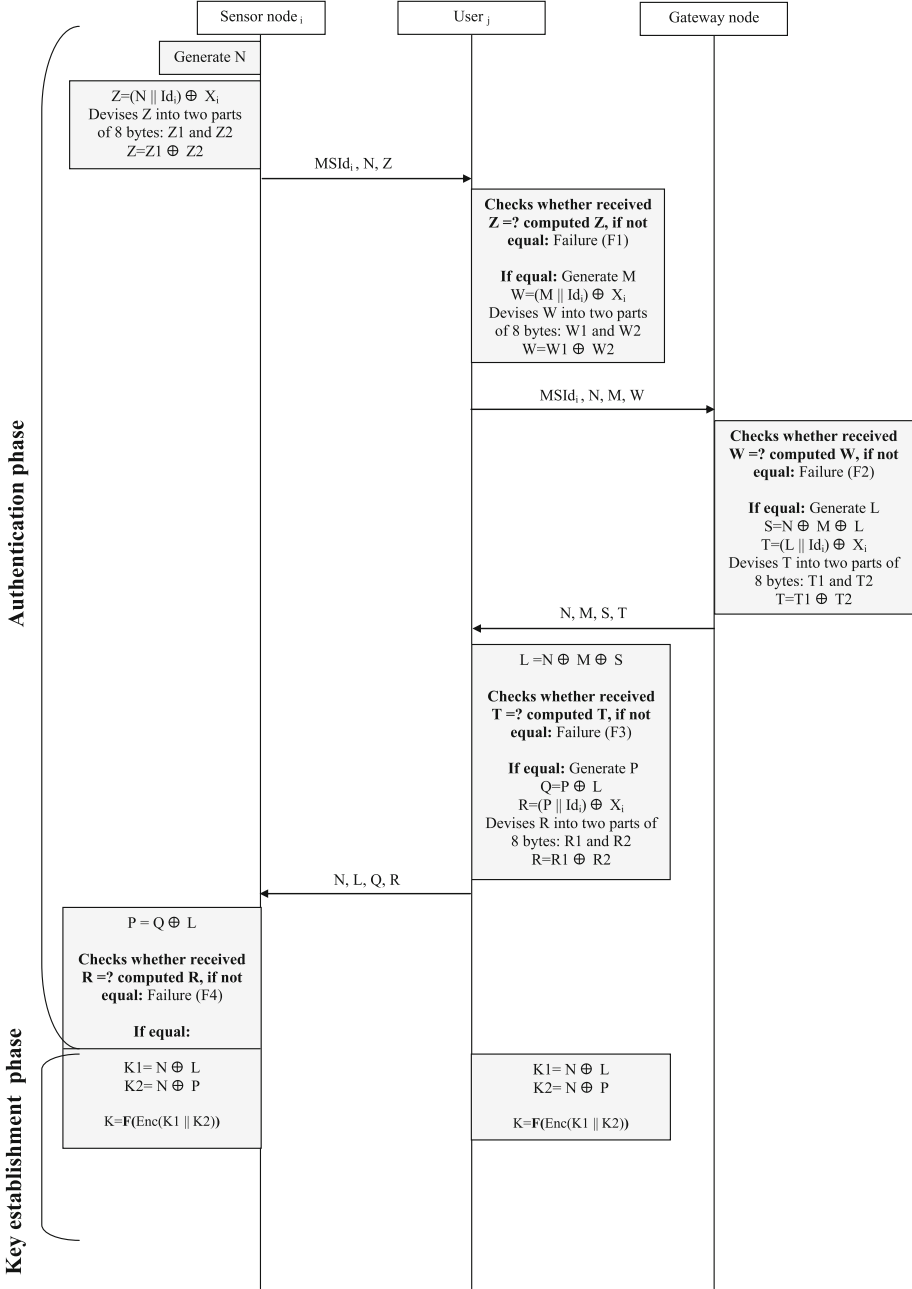 Sensor node i
User j
Gateway node
Generate N
Z=(N || Idi) ⊕ Xi
Devises Z into two parts
of 8 bytes: Z1 and Z2
Z=Z1 ⊕ Z2
MSIdi , N, Z
Checks whether received
Z =? computed Z, if not
equal: Failure (F1)
If equal: Generate M
W=(M || Idi) ⊕ Xi
Devises W into two parts
of 8 bytes: W1 and W2
W=W1 ⊕ W2
MSIdi , N, M, W
Checks whether received
W =? computed W, if not
equal: Failure (F2)
If equal: Generate L
S=N ⊕ M ⊕ L
T=(L || Idi) ⊕ Xi
Devises T into two parts of
8 bytes: T1 and T2
T=T1 ⊕ T2
N, M, S, T
L =N ⊕ M ⊕ S
Checks whether received
T =? computed T, if not
equal: Failure (F3)
If equal: Generate P
Q=P ⊕ L
R=(P || Idi) ⊕ Xi
Devises R into two parts of
8 bytes: R1 and R2
R=R1 ⊕ R2
N, L, Q, R
P = Q ⊕ L
Checks whether received
R =? computed R, if not
equal: Failure (F4)
If equal:
Authentication phase
K1= N ⊕ L
K2= N ⊕ P
K=F(Enc(K1 || K2))
K1= N ⊕ L
K2= N ⊕ P
K=F(Enc(K1 || K2))
Key establishment phase